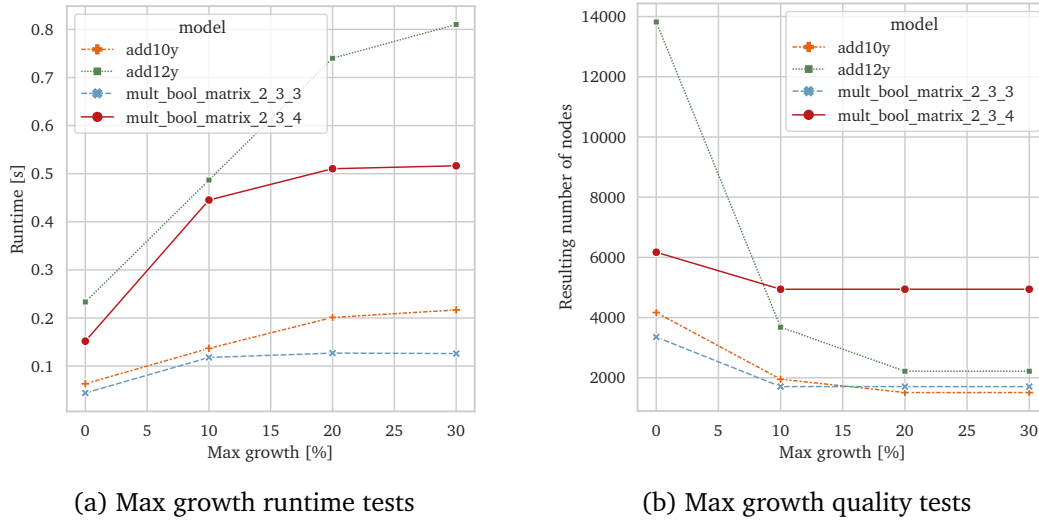 model
add10y
add12y
mult_bool_matrix_2_3_3
mult_bool_matrix_2_3_4
0.8
0.7
0.6
0.5
0.4
0.3
0.2
0.1
Runtime [s]
0 5 10 15 20 25 30
Max growth [%]
(a) Max growth runtime tests
model
add10y
add12y
mult_bool_matrix_2_3_3
mult_bool_matrix_2_3_4
14000
12000
10000
8000
6000
4000
2000
Resulting number of nodes
0 5 10 15 20 25 30
Max growth [%]
(b) Max growth quality tests